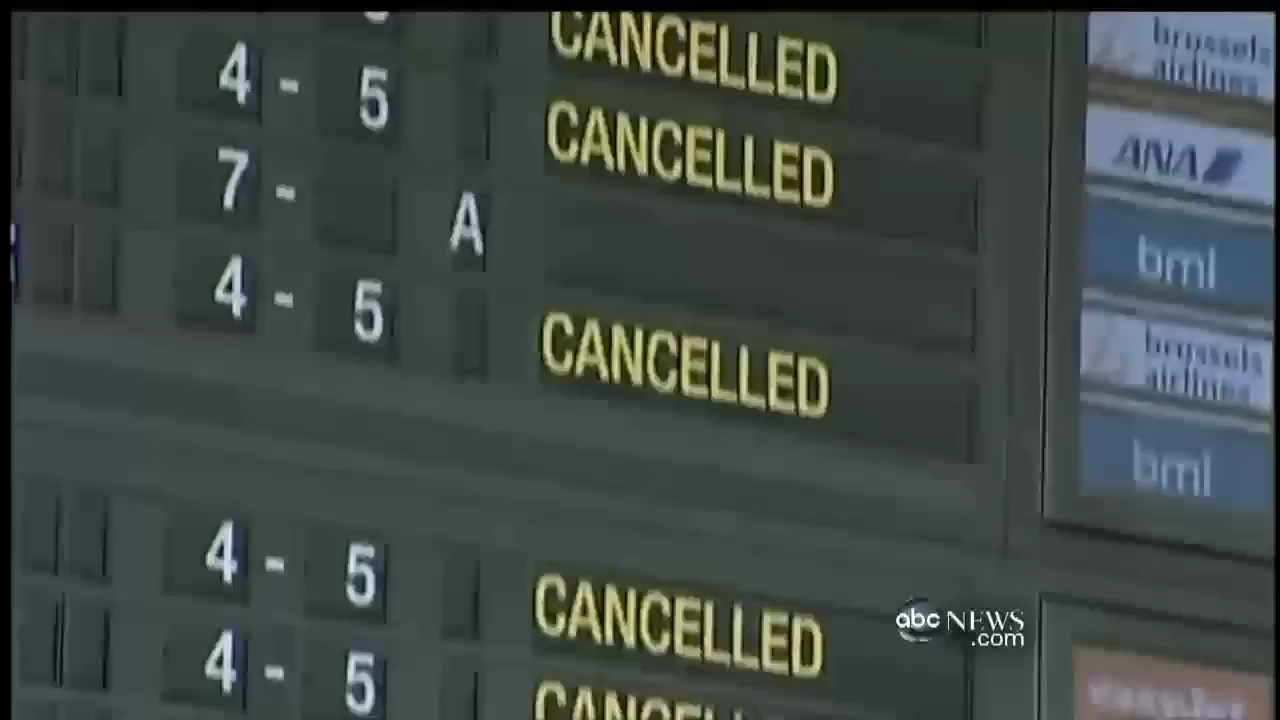 CANCELLED
4 - 5 CANCELLED
7 - A
4 - 5 CANCELLED
4 - 5 CANCELLED
4 - 5 CANCELLED
brussels
airlines
ANA
bmi
brussels
airlines
bmi
abc NEWS
.com